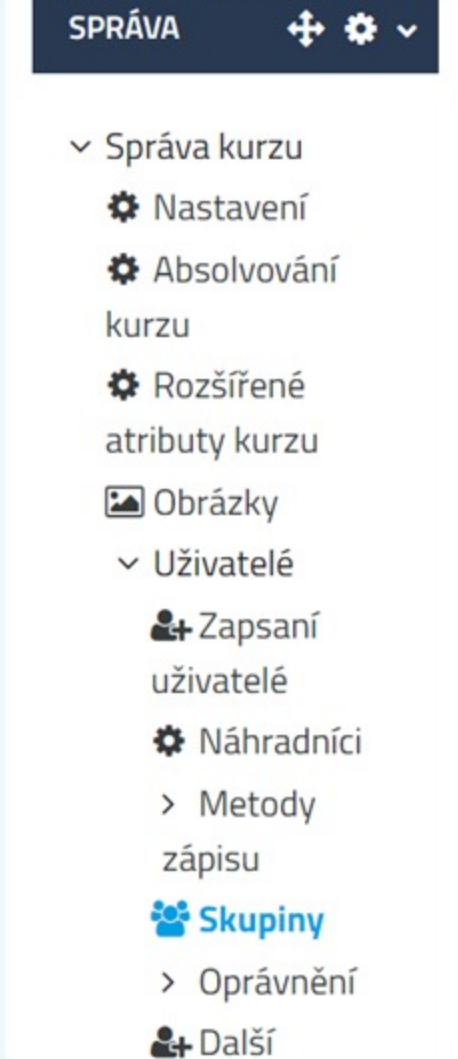 SPRÁVA
Správa kurzu
Nastavení
Absolvování
kurzu
Rozšířené
atributy kurzu
Obrázky
Uživatelé
Zapsaní
uživatelé
Náhradníci
Metody
zápisu
Skupiny
Oprávnění
Další